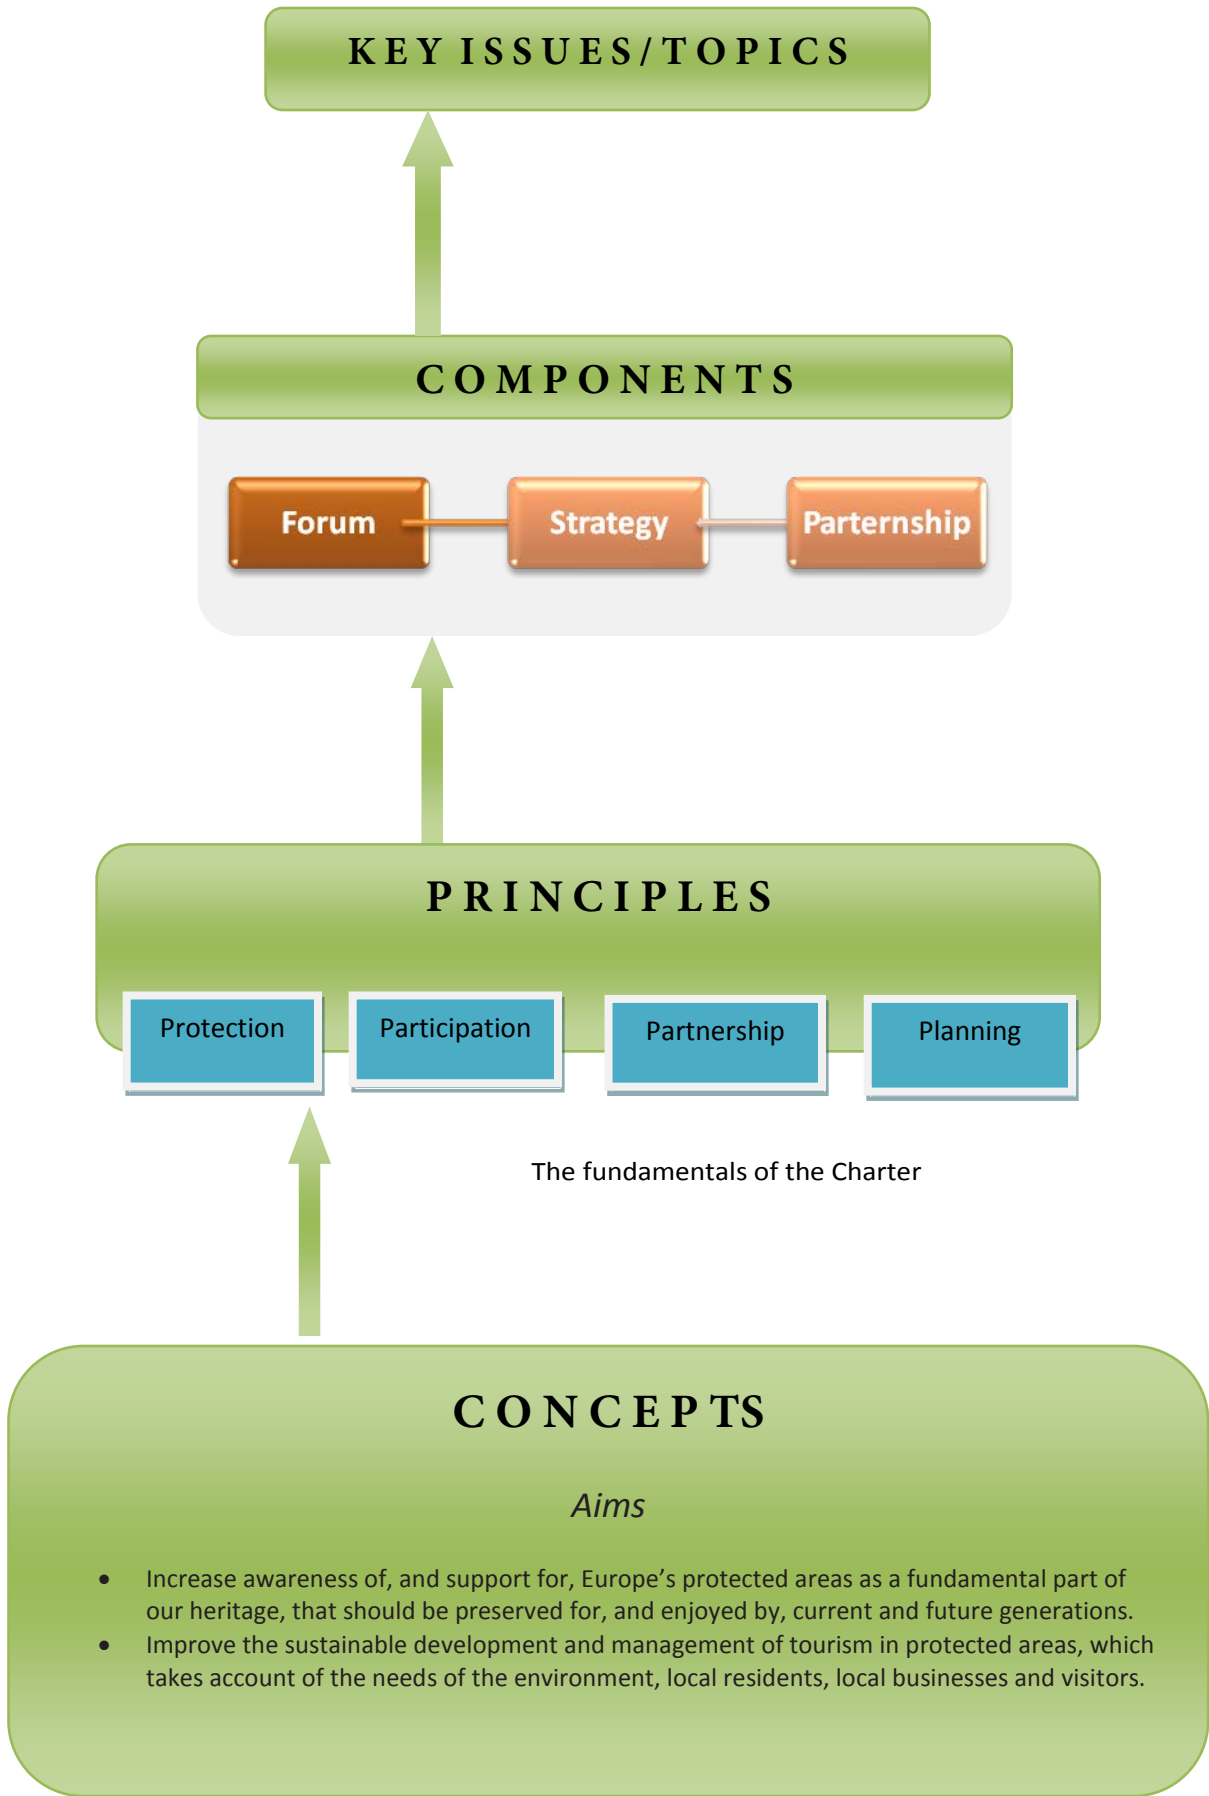 KEY ISSUES/TOPICS
COMPONENTS
Forum Strategy Parternship
PRINCIPLES
Protection Participation Partnership Planning
The fundamentals of the Charter
CONCEPTS
Aims
• Increase awareness of, and support for, Europe’s protected areas as a fundamental part of
our heritage, that should be preserved for, and enjoyed by, current and future generations.
• Improve the sustainable development and management of tourism in protected areas, which
takes account of the needs of the environment, local residents, local businesses and visitors.